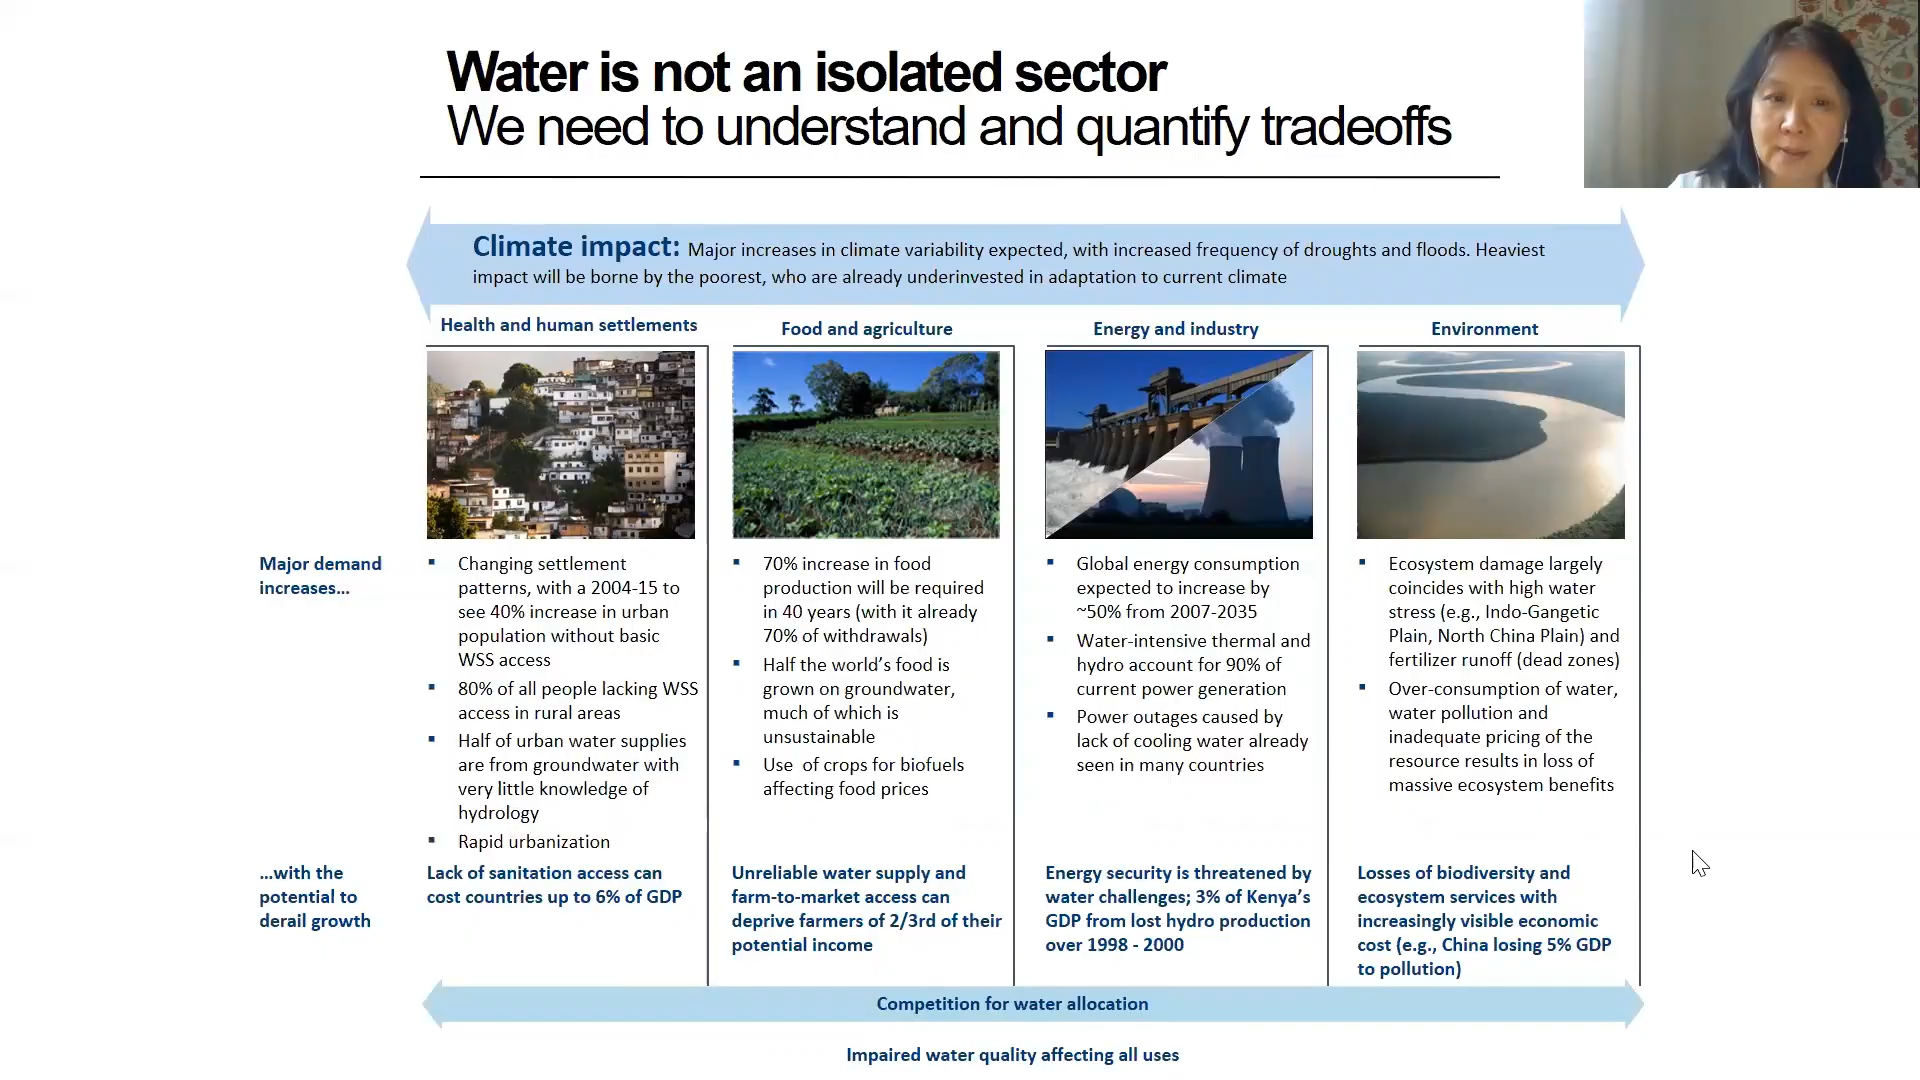 Water is not an isolated sector
We need to understand and quantify tradeoffs
Climate impact: Major increases in climate variability expected, with increased frequency of droughts and floods. Heaviest
impact will be borne by the poorest, who are already underinvested in adaptation to current climate
Health and human settlements
Food and agriculture
Energy and industry
Environment
Major demand
increases…
▪ Changing settlement
patterns, with a 2004-15 to
see 40% increase in urban
population without basic
WSS access
▪ 80% of all people lacking WSS
access in rural areas
▪ Half of urban water supplies
are from groundwater with
very little knowledge of
hydrology
▪ Rapid urbanization
▪ 70% increase in food
production will be required
in 40 years (with it already
70% of withdrawals)
▪ Half the world’s food is
grown on groundwater,
much of which is
unsustainable
▪ Use of crops for biofuels
affecting food prices
▪ Global energy consumption
expected to increase by
~50% from 2007-2035
▪ Water-intensive thermal and
hydro account for 90% of
current power generation
▪ Power outages caused by
lack of cooling water already
seen in many countries
▪ Ecosystem damage largely
coincides with high water
stress (e.g., Indo-Gangetic
Plain, North China Plain) and
fertilizer runoff (dead zones)
▪ Over-consumption of water,
water pollution and
inadequate pricing of the
resource results in loss of
massive ecosystem benefits
…with the
potential to
derail growth
Lack of sanitation access can
cost countries up to 6% of GDP
Unreliable water supply and
farm-to-market access can
deprive farmers of 2/3rd of their
potential income
Energy security is threatened by
water challenges; 3% of Kenya’s
GDP from lost hydro production
over 1998 - 2000
Losses of biodiversity and
ecosystem services with
increasingly visible economic
cost (e.g., China losing 5% GDP
to pollution)
Competition for water allocation
Impaired water quality affecting all uses